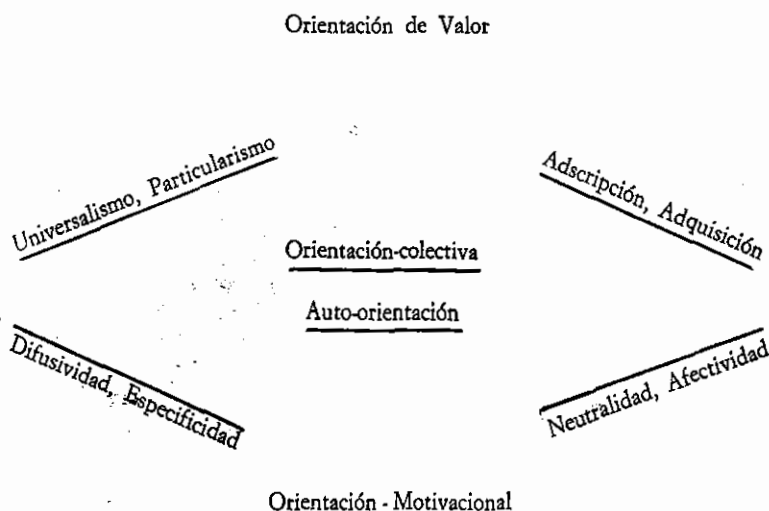 Orientación de Valor
Universalismo, Particularismo
Adscripción, Adquisición
Orientación-colectiva
Auto-orientación
Difusividad, Especificidad
Neutralidad, Afectividad
Orientación - Motivacional